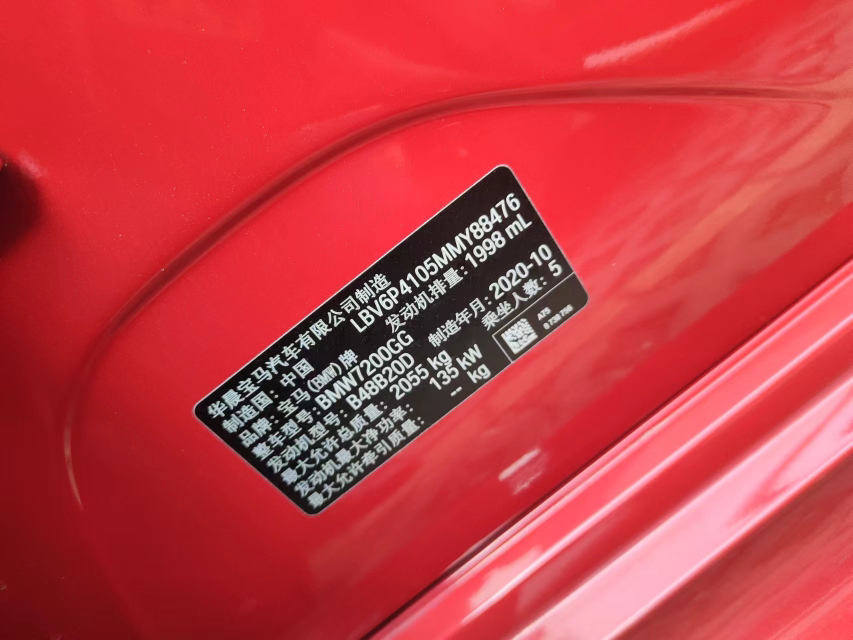 华晨宝马汽车有限公司制造
制造国: 中国 LBV6P4105MMY88476
品牌: 宝马(BMW)牌 发动机排量: 1998 mL
整车型号: BMW7200GG
发动机型号: B48B20D 制造年月: 2020-10
最大允许总质量: 2055 kg 乘坐人数: 5
发动机最大净功率: 135 kW
最大允许牵引质量: --- kg
A75